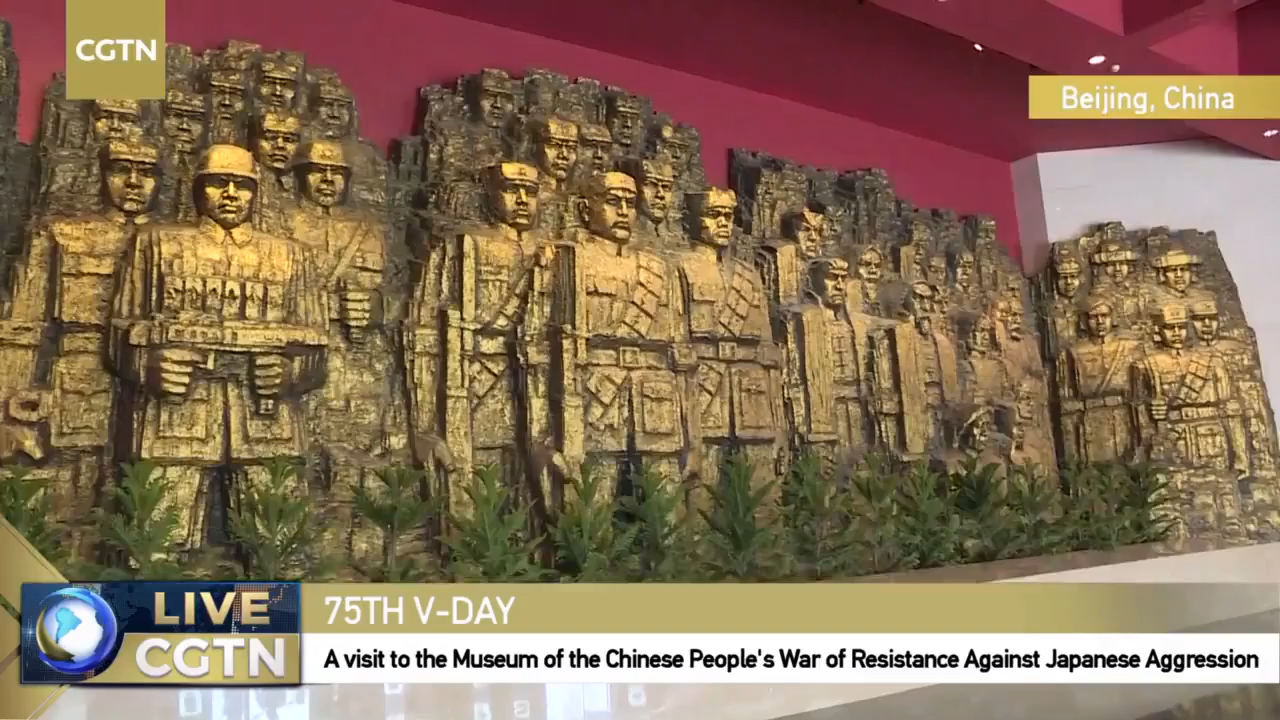 CGTN
Beijing, China
LIVE
CGTN
75TH V-DAY
A visit to the Museum of the Chinese People's War of Resistance Against Japanese Aggression